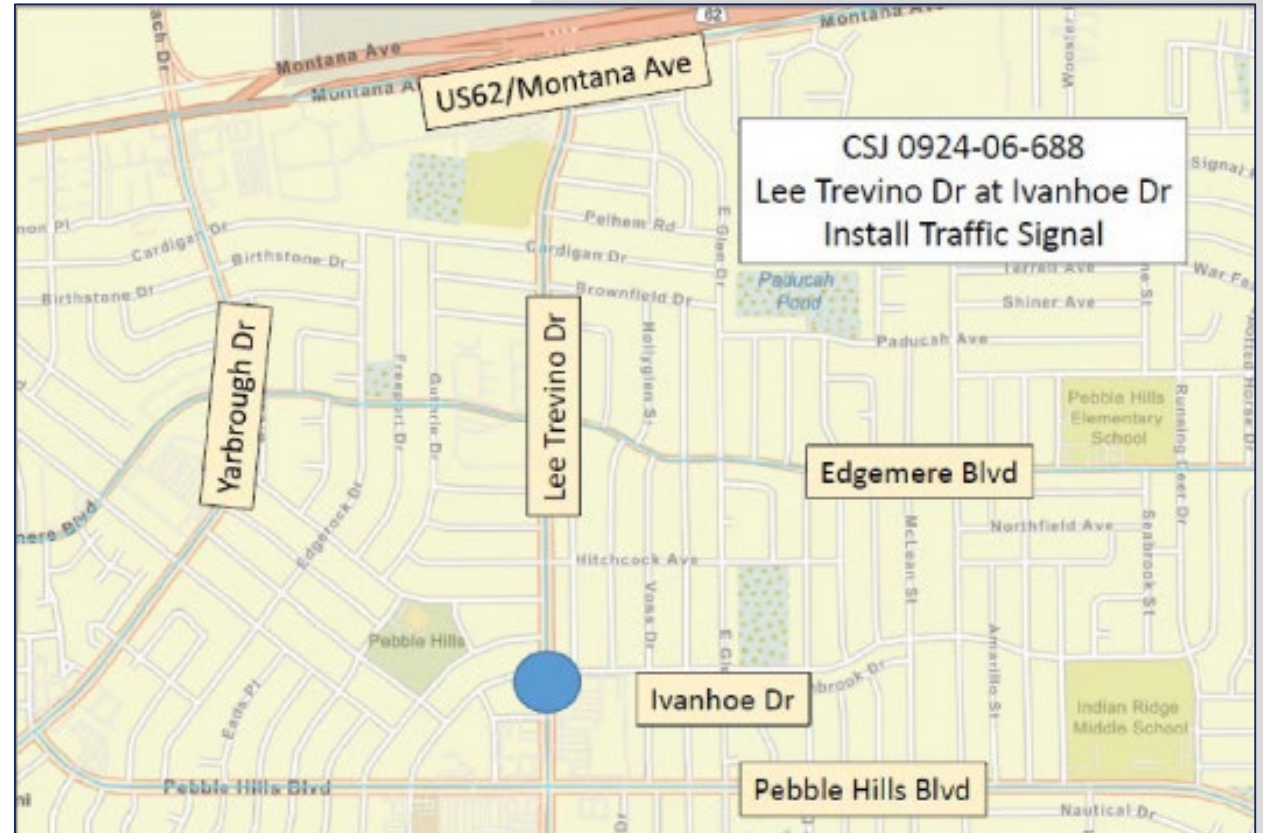 62
Montana Ave
Montana Ave
US62/Montana Ave
CSJ 0924-06-688
Lee Trevino Dr at Ivanhoe Dr
Install Traffic Signal
Pelhem Rd
Cardigan Dr
Cardigan Dr
Birthstone Dr
Birthstone Dr
Brownfield Dr
E Glen Dr
Paducah
Pond
Terrell Ave
Shiner Ave
Paducah Ave
Yarbrough Dr
Lee Trevino Dr
Hollyglen St
Freeport Dr
Guthrie Dr
Pebble Hills
Elementary
School
Running Deer Dr
Edgemere Blvd
Edgerock Dr
Northfield Ave
McLean St
Seabrook St
Hitchcock Ave
Voss Dr
Pebble Hills
Amarillo St
Ivanhoe Dr
Eads Pl
Indian Ridge
Middle School
Pebble Hills Blvd
Pebble Hills Blvd
Nautical Dr